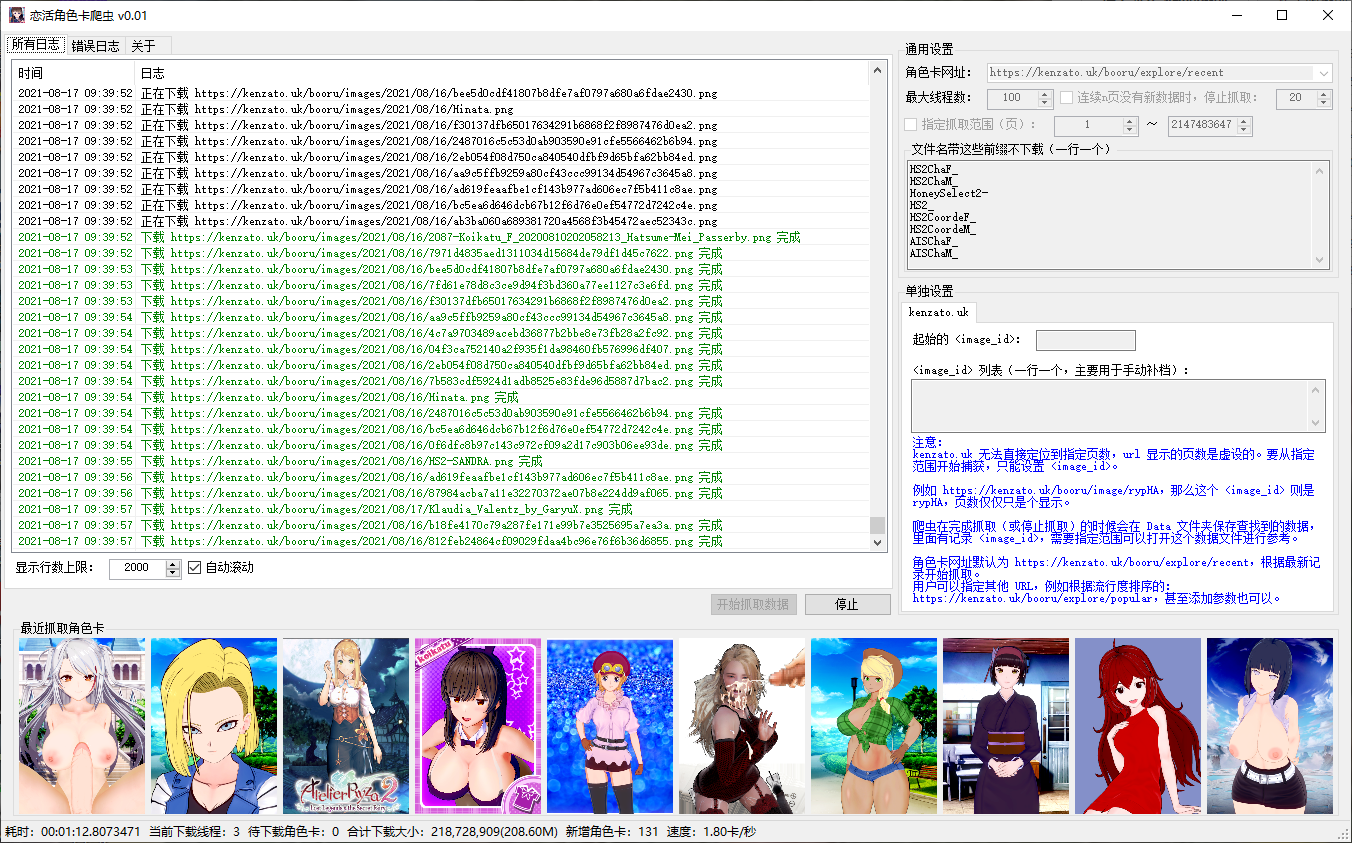 恋活角色卡爬虫 v0.01
所有日志 错误日志 关于
时间 日志
2021-08-17 09:39:52 正在下载 https://kenzato.uk/booru/images/2021/08/16/bee5d0cdf41807b8dfe7af0797a680a6fdae2430.png
2021-08-17 09:39:52 正在下载 https://kenzato.uk/booru/images/2021/08/16/Hinata.png
2021-08-17 09:39:52 正在下载 https://kenzato.uk/booru/images/2021/08/16/f30137dfb65017634291b6868f2f8987476d0ea2.png
2021-08-17 09:39:52 正在下载 https://kenzato.uk/booru/images/2021/08/16/2487016c5c53d0ab903590e91cfe5566462b6b94.png
2021-08-17 09:39:52 正在下载 https://kenzato.uk/booru/images/2021/08/16/2eb054f08d750ca840540dfbf9d65bfa62bb84ed.png
2021-08-17 09:39:52 正在下载 https://kenzato.uk/booru/images/2021/08/16/aa9c5ffb9259a80cf43ccc99134d54967c3645a8.png
2021-08-17 09:39:52 正在下载 https://kenzato.uk/booru/images/2021/08/16/ad619feaafbe1cf143b977ad606ec7f5b411c8ae.png
2021-08-17 09:39:52 正在下载 https://kenzato.uk/booru/images/2021/08/16/bc5ea6d646dcb67b12f6d76e0ef54772d7242c4e.png
2021-08-17 09:39:52 正在下载 https://kenzato.uk/booru/images/2021/08/16/ab3ba060a689381720a4568f3b45472aec52343c.png
2021-08-17 09:39:52 下载 https://kenzato.uk/booru/images/2021/08/16/2087-Koikatu_F_20200810202058213_Hatsume-Mei_Passerby.png 完成
2021-08-17 09:39:52 下载 https://kenzato.uk/booru/images/2021/08/16/7971d4835aed1311034d15684de79df1d45c7622.png 完成
2021-08-17 09:39:53 下载 https://kenzato.uk/booru/images/2021/08/16/bee5d0cdf41807b8dfe7af0797a680a6fdae2430.png 完成
2021-08-17 09:39:53 下载 https://kenzato.uk/booru/images/2021/08/16/7fd61e78d8c3ce9d94f3bd360a77ee1127c3e6fd.png 完成
2021-08-17 09:39:53 下载 https://kenzato.uk/booru/images/2021/08/16/f30137dfb65017634291b6868f2f8987476d0ea2.png 完成
2021-08-17 09:39:54 下载 https://kenzato.uk/booru/images/2021/08/16/aa9c5ffb9259a80cf43ccc99134d54967c3645a8.png 完成
2021-08-17 09:39:54 下载 https://kenzato.uk/booru/images/2021/08/16/4c7a9703489acebd36877b2bbe8e73fb28a2fc92.png 完成
2021-08-17 09:39:54 下载 https://kenzato.uk/booru/images/2021/08/16/04f3ca752140a2f935f1da98460fb576996df407.png 完成
2021-08-17 09:39:54 下载 https://kenzato.uk/booru/images/2021/08/16/2eb054f08d750ca840540dfbf9d65bfa62bb84ed.png 完成
2021-08-17 09:39:54 下载 https://kenzato.uk/booru/images/2021/08/16/7b583cdf5924d1adb8525e83fde96d5887d7bac2.png 完成
2021-08-17 09:39:54 下载 https://kenzato.uk/booru/images/2021/08/16/Hinata.png 完成
2021-08-17 09:39:54 下载 https://kenzato.uk/booru/images/2021/08/16/2487016c5c53d0ab903590e91cfe5566462b6b94.png 完成
2021-08-17 09:39:54 下载 https://kenzato.uk/booru/images/2021/08/16/bc5ea6d646dcb67b12f6d76e0ef54772d7242c4e.png 完成
2021-08-17 09:39:54 下载 https://kenzato.uk/booru/images/2021/08/16/0f6dfc8b97c143c972cf09a2d17c903b06ee93de.png 完成
2021-08-17 09:39:55 下载 https://kenzato.uk/booru/images/2021/08/16/HS2-SANDRA.png 完成
2021-08-17 09:39:56 下载 https://kenzato.uk/booru/images/2021/08/16/ad619feaafbe1cf143b977ad606ec7f5b411c8ae.png 完成
2021-08-17 09:39:56 下载 https://kenzato.uk/booru/images/2021/08/16/87984acba7a11e32270372ae07b8e224dd9af065.png 完成
2021-08-17 09:39:57 下载 https://kenzato.uk/booru/images/2021/08/17/Klaudia_Valentz_by_GaryuX.png 完成
2021-08-17 09:39:57 下载 https://kenzato.uk/booru/images/2021/08/16/b18fe4170c79a287fe171e99b7e3525695a7ea3a.png 完成
2021-08-17 09:39:57 下载 https://kenzato.uk/booru/images/2021/08/16/812feb24864cf09029fdaa4bc96e76f6b36d6855.png 完成
显示行数上限： 2000 自动滚动
开始抓取数据 停止
通用设置
角色卡网址： https://kenzato.uk/booru/explore/recent
最大线程数： 100 连续n页没有新数据时，停止抓取： 20
指定抓取范围（页）： 1 ~ 2147483647
文件名带这些前缀不下载（一行一个）
HS2ChaF_
HS2ChaM_
HoneySelect2-
HS2_
HS2CoordeF_
HS2CoordeM_
AISChaF_
AISChaM_
单独设置
kenzato.uk
起始的 <image_id>：
<image_id> 列表（一行一个，主要用于手动补档）：
注意：
kenzato.uk 无法直接定位到指定页数，url 显示的页数是虚设的。要从指定
范围开始捕获，只能设置 <image_id>。
例如 https://kenzato.uk/booru/image/rypHA，那么这个 <image_id> 则是
rypHA，页数仅仅只是个显示。
爬虫在完成抓取（或停止抓取）的时候会在 Data 文件夹保存查找到的数据，
里面有记录 <image_id>，需要指定范围可以打开这个数据文件进行参考。
角色卡网址默认为 https://kenzato.uk/booru/explore/recent，根据最新记
录开始抓取。
用户可以指定其他 URL，例如根据流行度排序的：
https://kenzato.uk/booru/explore/popular，甚至添加参数也可以。
最近抓取角色卡
koikatu
Atelier Ryza 2
Lost Legends & the Secret Fairy
耗时：00:01:12.8073471 当前下载线程：3 待下载角色卡：0 合计下载大小：218,728,909(208.60M) 新增角色卡：131 速度：1.80卡/秒